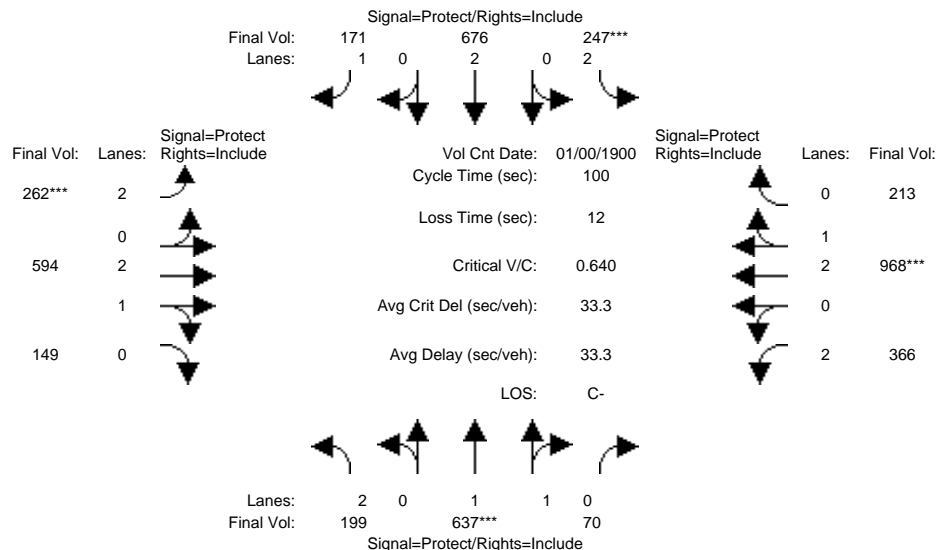 Signal=Protect/Rights=Include
Final Vol: 171 676 247***
Lanes: 1 0 2 0 2
Signal=Protect
Final Vol: Lanes: Rights=Include
Vol Cnt Date: 01/00/1900
Signal=Protect
Rights=Include Lanes: Final Vol:
Cycle Time (sec): 100
262*** 2
0 213
Loss Time (sec): 12
0
1
594 2
Critical V/C: 0.640
2 968***
1
Avg Crit Del (sec/veh): 33.3
0
149 0
Avg Delay (sec/veh): 33.3
2 366
LOS: C-
Lanes: 2 0 1 1 0
Final Vol: 199 637*** 70
Signal=Protect/Rights=Include